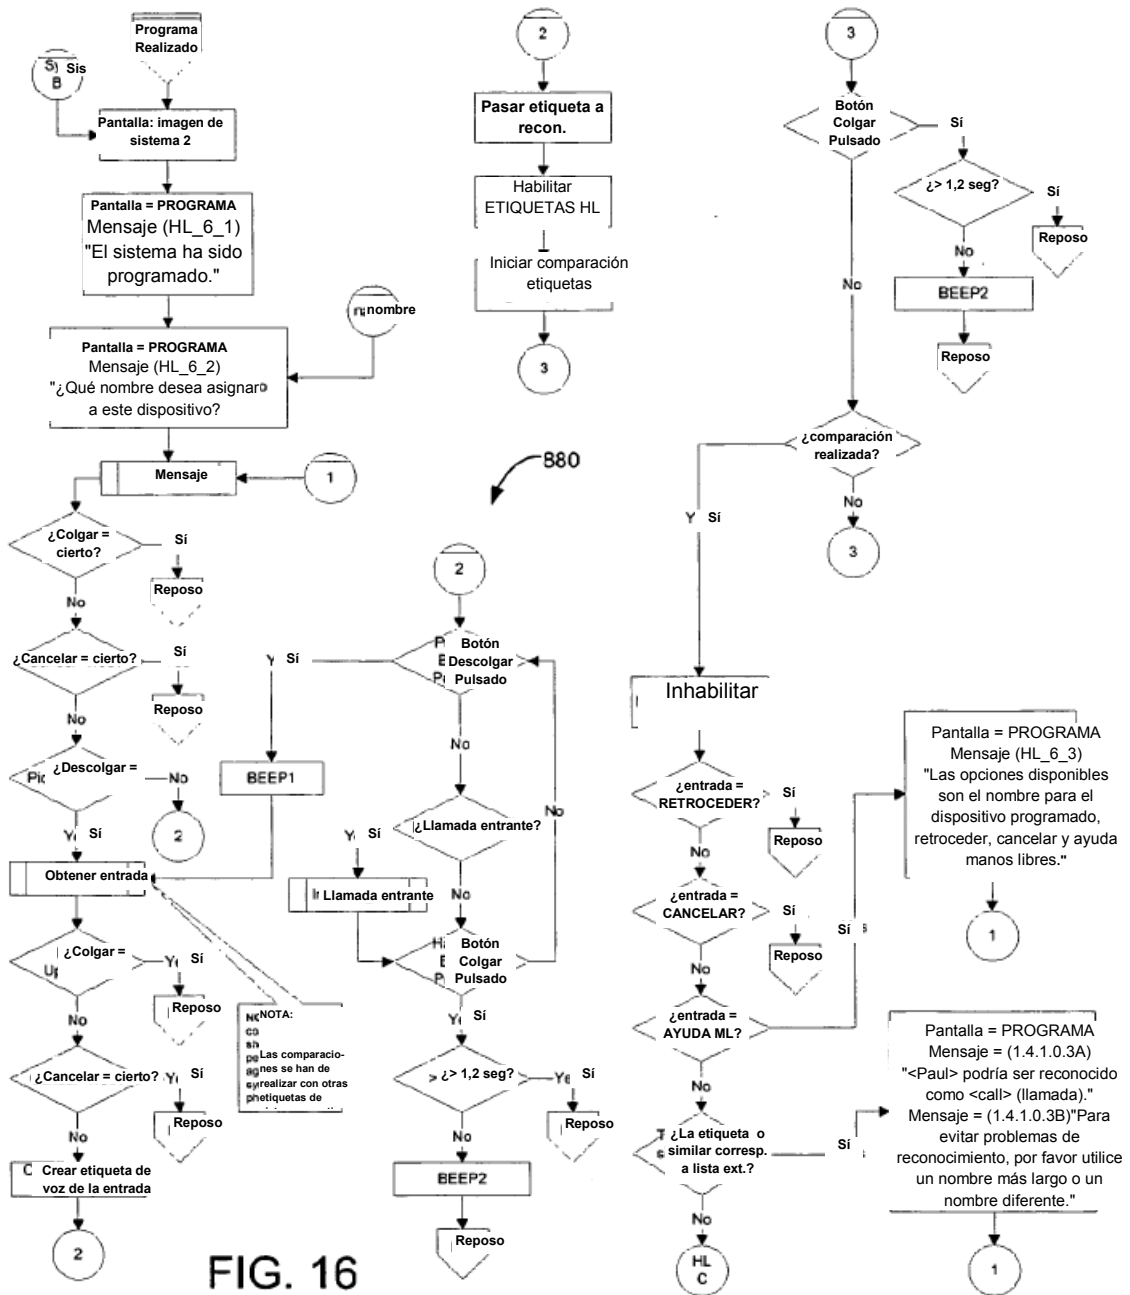 Programa
Realizado
Sis
B
Pantalla: imagen de
sistema 2
Pantalla = PROGRAMA
Mensaje (HL_6_1)
"El sistema ha sido
programado."
nombre
Pantalla = PROGRAMA
Mensaje (HL_6_2)
"¿Qué nombre desea asignar
a este dispositivo?
Mensaje
1
¿Colgar =
cierto?
Sí
Reposo
No
¿Cancelar = cierto?
Sí
Reposo
No
¿Descolgar =
No
2
Sí
Obtener entrada
¿Colgar =
Sí
Reposo
No
¿Cancelar = cierto?
Sí
Reposo
No
Crear etiqueta de
voz de la entrada
2
NOTA:
Las comparacio-
nes se han de
realizar con otras
etiquetas de
2
Pasar etiqueta a
recon.
Habilitar
ETIQUETAS HL
Iniciar comparación
etiquetas
3
880
2
Botón
Descolgar
Pulsado
Sí
BEEP1
No
¿Llamada entrante?
Sí
Llamada entrante
No
Botón
Colgar
Pulsado
No
Sí
¿> 1,2 seg?
Sí
Reposo
No
BEEP2
Reposo
3
Botón
Colgar
Pulsado
Sí
¿> 1,2 seg?
Sí
Reposo
No
BEEP2
Reposo
No
¿comparación
realizada?
No
3
Y Sí
Inhabilitar
¿entrada =
RETROCEDER?
Sí
Reposo
No
¿entrada =
CANCELAR?
Sí
Reposo
No
¿entrada =
AYUDA ML?
Sí
Pantalla = PROGRAMA
Mensaje (HL_6_3)
"Las opciones disponibles
son el nombre para el
dispositivo programado,
retroceder, cancelar y ayuda
manos libres."
1
No
¿La etiqueta o
similar corresp.
a lista ext.?
Sí
Pantalla = PROGRAMA
Mensaje = (1.4.1.0.3A)
"<Paul> podría ser reconocido
como <call> (llamada)."
Mensaje = (1.4.1.0.3B)"Para
evitar problemas de
reconocimiento, por favor utilice
un nombre más largo o un
nombre diferente."
1
No
HL
C
FIG. 16